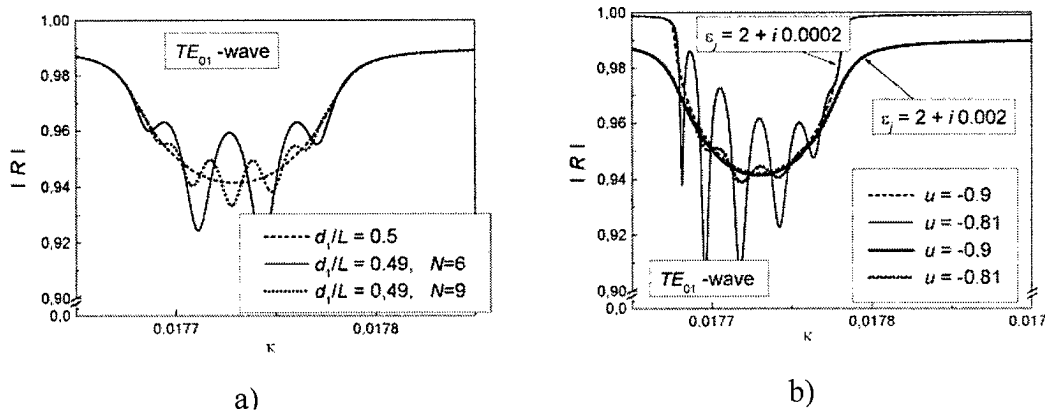 a)
1.00
0,98
0,96
0,94
0,92
0,90
0,0
| R |
TE01 -wave
d1/L = 0.5
d1/L = 0.49, N=6
d1/L = 0,49, N=9
0,0177
0,0178
κ
a)
b)
1.00
0,98
0,96
0,94
0,92
0,90
0,0
| R |
εj = 2 + i 0.0002
εj = 2 + i 0.002
u = -0.9
u = -0.81
u = -0.9
u = -0.81
TE01 -wave
0,0177
0,0178
0,017
κ
b)